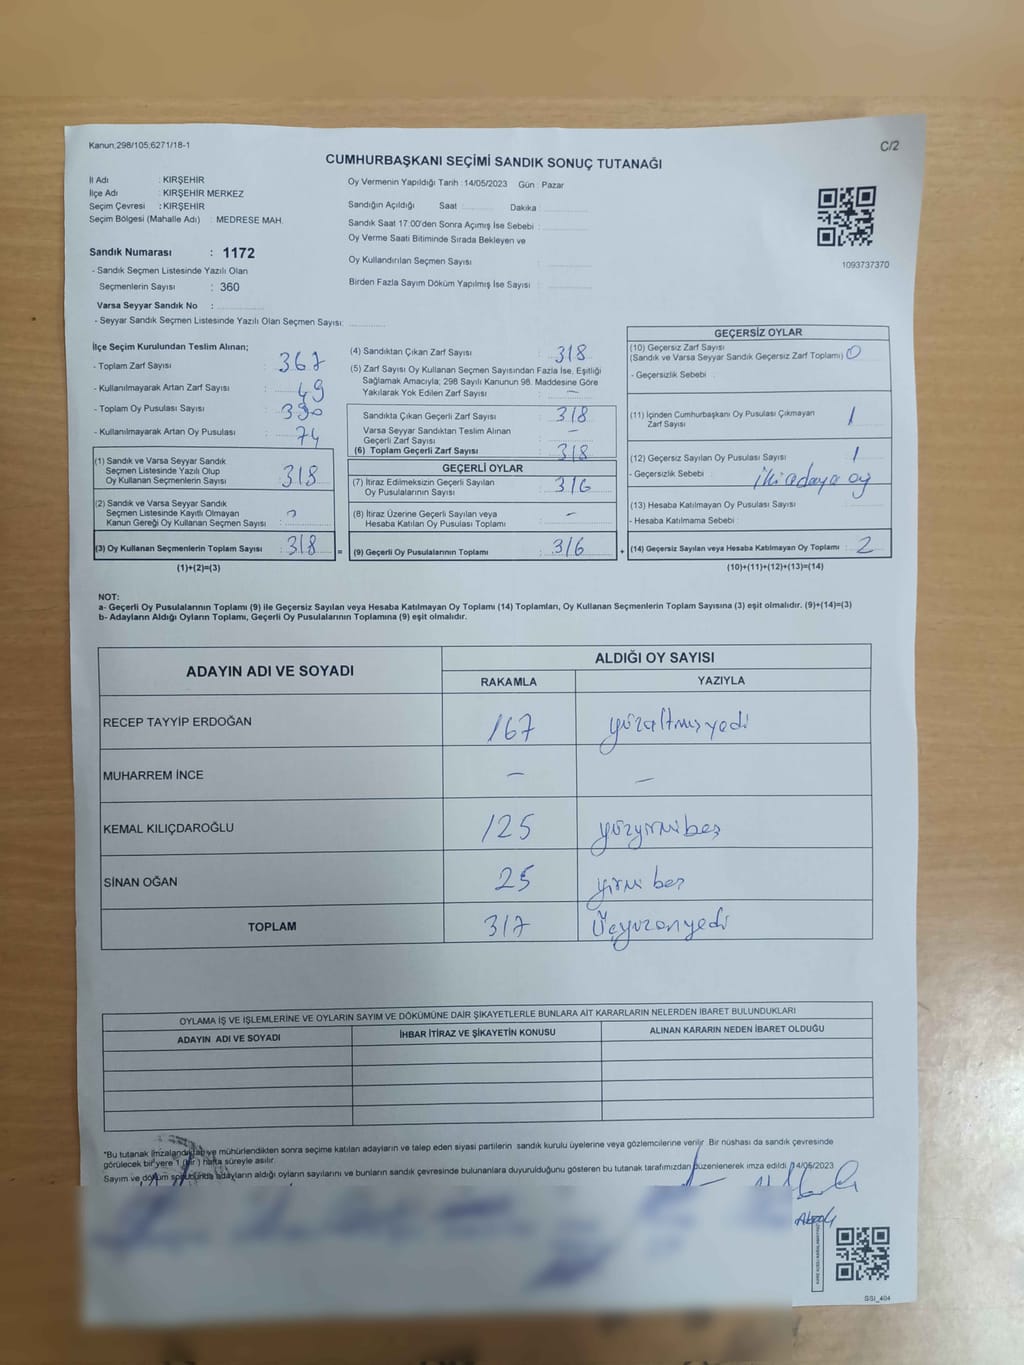 Kanun,298/105;6271/18-1
C/2
CUMHURBAŞKANI SEÇİMİ SANDIK SONUÇ TUTANAĞI
İl Adı : KIRŞEHİR
İlçe Adı : KIRŞEHİR MERKEZ
Seçim Çevresi : KIRŞEHİR
Seçim Bölgesi (Mahalle Adı) : MEDRESE MAH.
Sandık Numarası : 1172
- Sandık Seçmen Listesinde Yazılı Olan
Seçmenlerin Sayısı : 360
Varsa Seyyar Sandık No :
- Seyyar Sandık Seçmen Listesinde Yazılı Olan Seçmen Sayısı:
Oy Vermenin Yapıldığı Tarih :14/05/2023 Gün : Pazar
Sandığın Açıldığı Saat : Dakika :
Sandık Saat 17:00'den Sonra Açımış İse Sebebi :
Oy Verme Saati Bitiminde Sırada Bekleyen ve
Oy Kullandırılan Seçmen Sayısı :
Birden Fazla Sayım Döküm Yapılmış İse Sayısı :
1093737370
İlçe Seçim Kurulundan Teslim Alınan;
- Toplam Zarf Sayısı : 367
- Kullanılmayarak Artan Zarf Sayısı : 49
- Toplam Oy Pusulası Sayısı : 390
- Kullanılmayarak Artan Oy Pusulası : 74
(1) Sandık ve Varsa Seyyar Sandık
Seçmen Listesinde Yazılı Olup
Oy Kullanan Seçmenlerin Sayısı : 318
(2) Sandık ve Varsa Seyyar Sandık
Seçmen Listesinde Kayıtlı Olmayan
Kanun Gereği Oy Kullanan Seçmen Sayısı :
(3) Oy Kullanan Seçmenlerin Toplam Sayısı : 318 =
(1)+(2)=(3)
(4) Sandıktan Çıkan Zarf Sayısı : 318
(5) Zarf Sayısı Oy Kullanan Seçmen Sayısından Fazla İse, Eşitliği
Sağlamak Amacıyla; 298 Sayılı Kanunun 98. Maddesine Göre
Yakılarak Yok Edilen Zarf Sayısı : —
Sandıkta Çıkan Geçerli Zarf Sayısı : 318
Varsa Seyyar Sandıktan Teslim Alınan
Geçerli Zarf Sayısı : —
(6) Toplam Geçerli Zarf Sayısı : 318
GEÇERLİ OYLAR
(7) İtiraz Edilmeksizin Geçerli Sayılan
Oy Pusulalarının Sayısı : 316
(8) İtiraz Üzerine Geçerli Sayılan veya
Hesaba Katılan Oy Pusulası Toplamı : —
(9) Geçerli Oy Pusulalarının Toplamı : 316 +
GEÇERSİZ OYLAR
(10) Geçersiz Zarf Sayısı
(Sandık ve Varsa Seyyar Sandık Geçersiz Zarf Toplamı) : 0
- Geçersizlik Sebebi :
(11) İçinden Cumhurbaşkanı Oy Pusulası Çıkmayan
Zarf Sayısı : 1
(12) Geçersiz Sayılan Oy Pusulası Sayısı : 1
- Geçersizlik Sebebi : iki adaya oy
(13) Hesaba Katılmayan Oy Pusulası Sayısı :
- Hesaba Katılmama Sebebi :
(14) Geçersiz Sayılan veya Hesaba Katılmayan Oy Toplamı : 2
(10)+(11)+(12)+(13)=(14)
NOT:
a- Geçerli Oy Pusulalarının Toplamı (9) ile Geçersiz Sayılan veya Hesaba Katılmayan Oy Toplamı (14) Toplamları, Oy Kullanan Seçmenlerin Toplam Sayısına (3) eşit olmalıdır. (9)+(14)=(3)
b- Adayların Aldığı Oyların Toplamı, Geçerli Oy Pusulalarının Toplamına (9) eşit olmalıdır.
ADAYIN ADI VE SOYADI ALDIĞI OY SAYISI
RAKAMLA YAZIYLA
RECEP TAYYİP ERDOĞAN 167 yüzaltmışyedi
MUHARREM İNCE — —
KEMAL KILIÇDAROĞLU 125 yüzyirmibeş
SİNAN OĞAN 25 yirmi beş
TOPLAM 317 Üçyüzonyedi
OYLAMA İŞ VE İŞLEMLERİNE VE OYLARIN SAYIM VE DÖKÜMÜNE DAİR ŞİKAYETLERLE BUNLARA AİT KARARLARIN NELERDEN İBARET BULUNDUKLARI
ADAYIN ADI VE SOYADI İHBAR İTİRAZ VE ŞİKAYETİN KONUSU ALINAN KARARIN NEDEN İBARET OLDUĞU
*Bu tutanak imzalandıktan ve mühürlendikten sonra seçime katılan adayların ve talep eden siyasi partilerin sandık kurulu üyelerine veya gözlemcilerine verilir. Bir nüshası da sandık çevresinde
görülecek bir yere 1 (bir) hafta süreyle asılır.
Sayım ve döküm sonucunda adayların aldığı oyların sayılarını ve bunların sandık çevresinde bulunanlara duyurulduğunu gösteren bu tutanak tarafımızdan düzenlenerek imza edildi. 14/05/2023
SSI_404